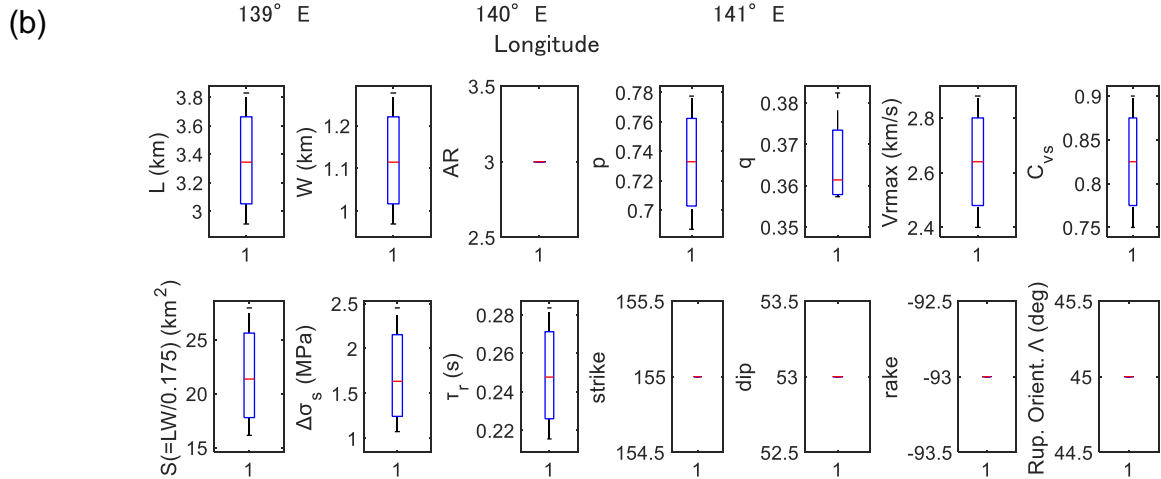 (b)
139° E 140° E 141° E
Longitude
L (km) 3.8 3.6 3.4 3.2 3 1
W (km) 1.2 1.1 1 1
AR 3.5 3 2.5 1
p 0.78 0.76 0.74 0.72 0.7 1
q 0.38 0.37 0.36 0.35 1
Vrmax (km/s) 2.8 2.6 2.4 1
C_vs 0.9 0.85 0.8 0.75 1
S(=LW/0.175) (km²) 25 20 15 1
Δσ_s (MPa) 2.5 2 1.5 1 1
τ_r (s) 0.28 0.26 0.24 0.22 1
strike 155.5 155 154.5 1
dip 53.5 53 52.5 1
rake -92.5 -93 -93.5 1
Rup. Orient. Λ (deg) 45.5 45 44.5 1